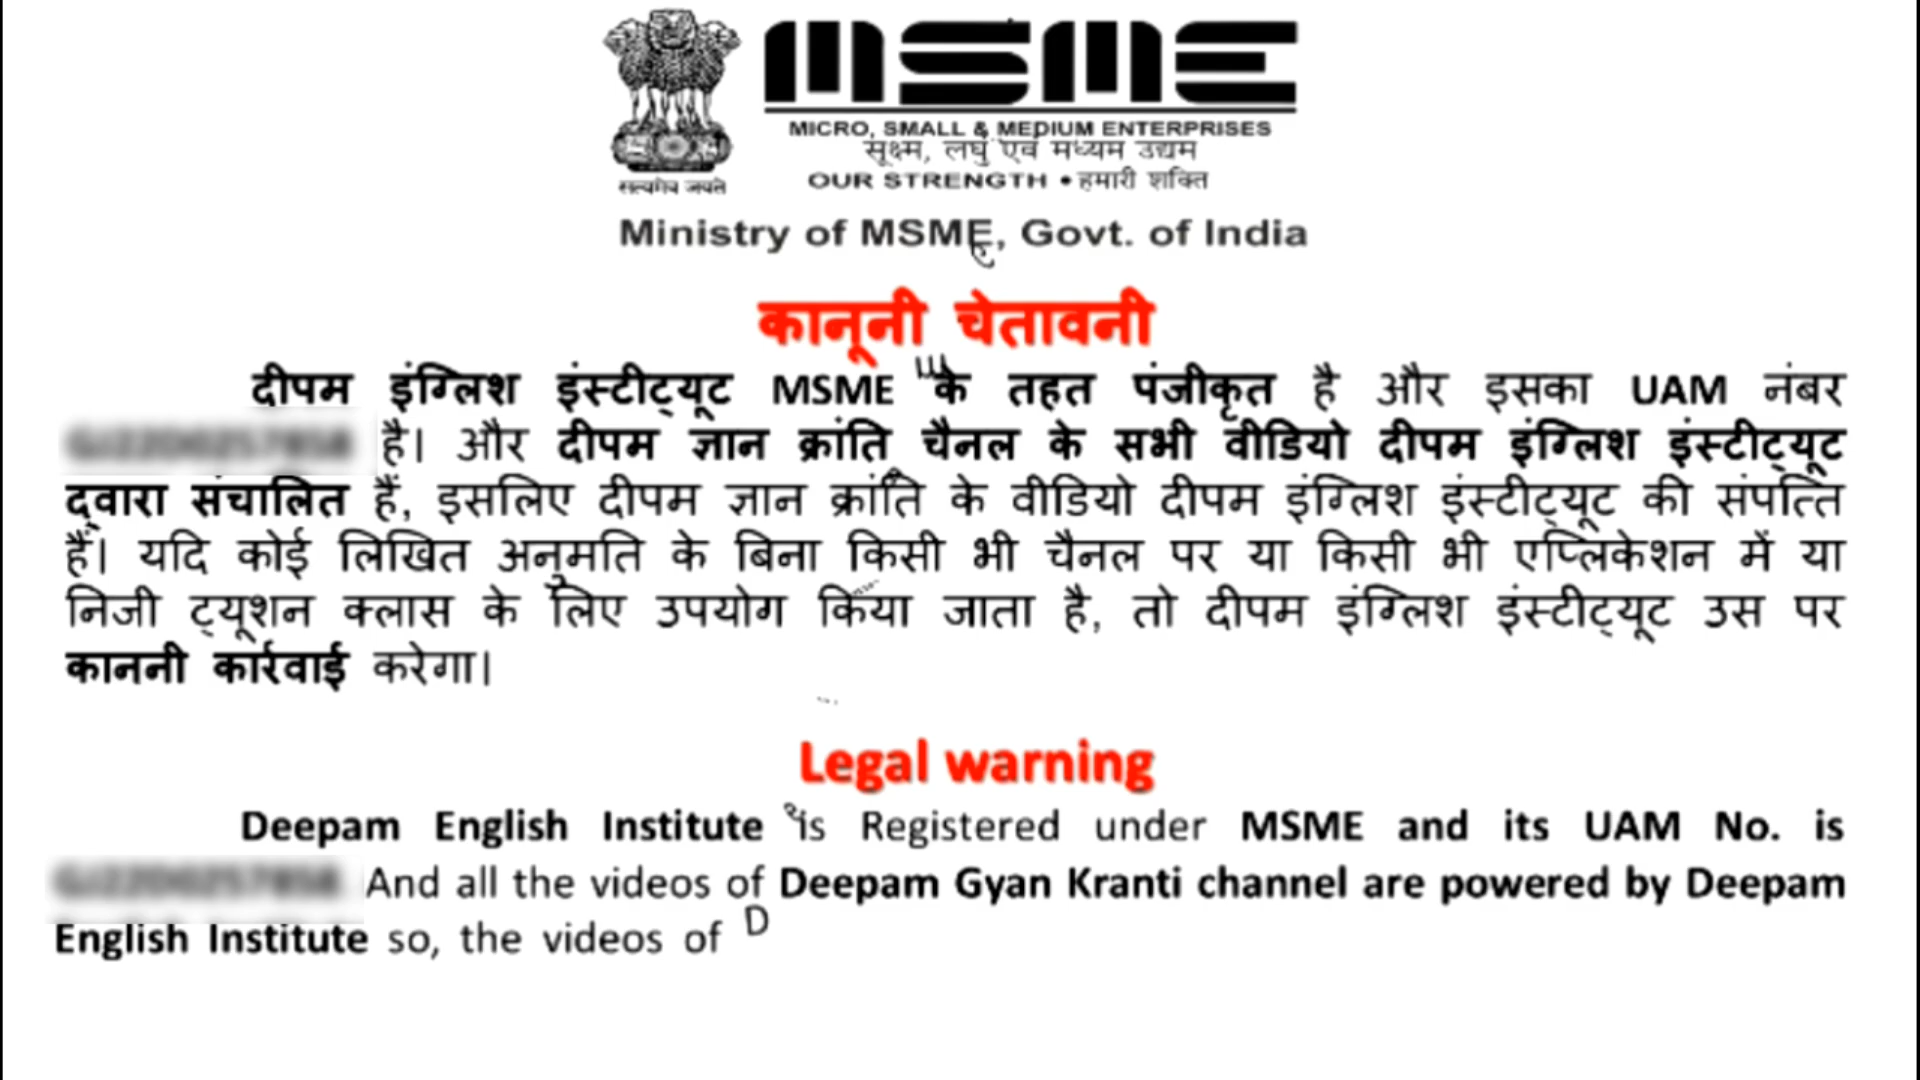 MSME
MICRO, SMALL & MEDIUM ENTERPRISES
सूक्ष्म, लघु एवं मध्यम उद्यम
OUR STRENGTH • हमारी शक्ति
सत्यमेव जयते
Ministry of MSME, Govt. of India
कानूनी चेतावनी
दीपम इंग्लिश इंस्टीट्यूट MSME के तहत पंजीकृत है और इसका UAM नंबर
है। और दीपम ज्ञान क्रांति चैनल के सभी वीडियो दीपम इंग्लिश इंस्टीट्यूट
द्वारा संचालित हैं, इसलिए दीपम ज्ञान क्रांति के वीडियो दीपम इंग्लिश इंस्टीट्यूट की संपत्ति
हैं। यदि कोई लिखित अनुमति के बिना किसी भी चैनल पर या किसी भी एप्लिकेशन में या
निजी ट्यूशन क्लास के लिए उपयोग किया जाता है, तो दीपम इंग्लिश इंस्टीट्यूट उस पर
काननी कार्रवाई करेगा।
Legal warning
Deepam English Institute is Registered under MSME and its UAM No. is
And all the videos of Deepam Gyan Kranti channel are powered by Deepam
English Institute so, the videos of D